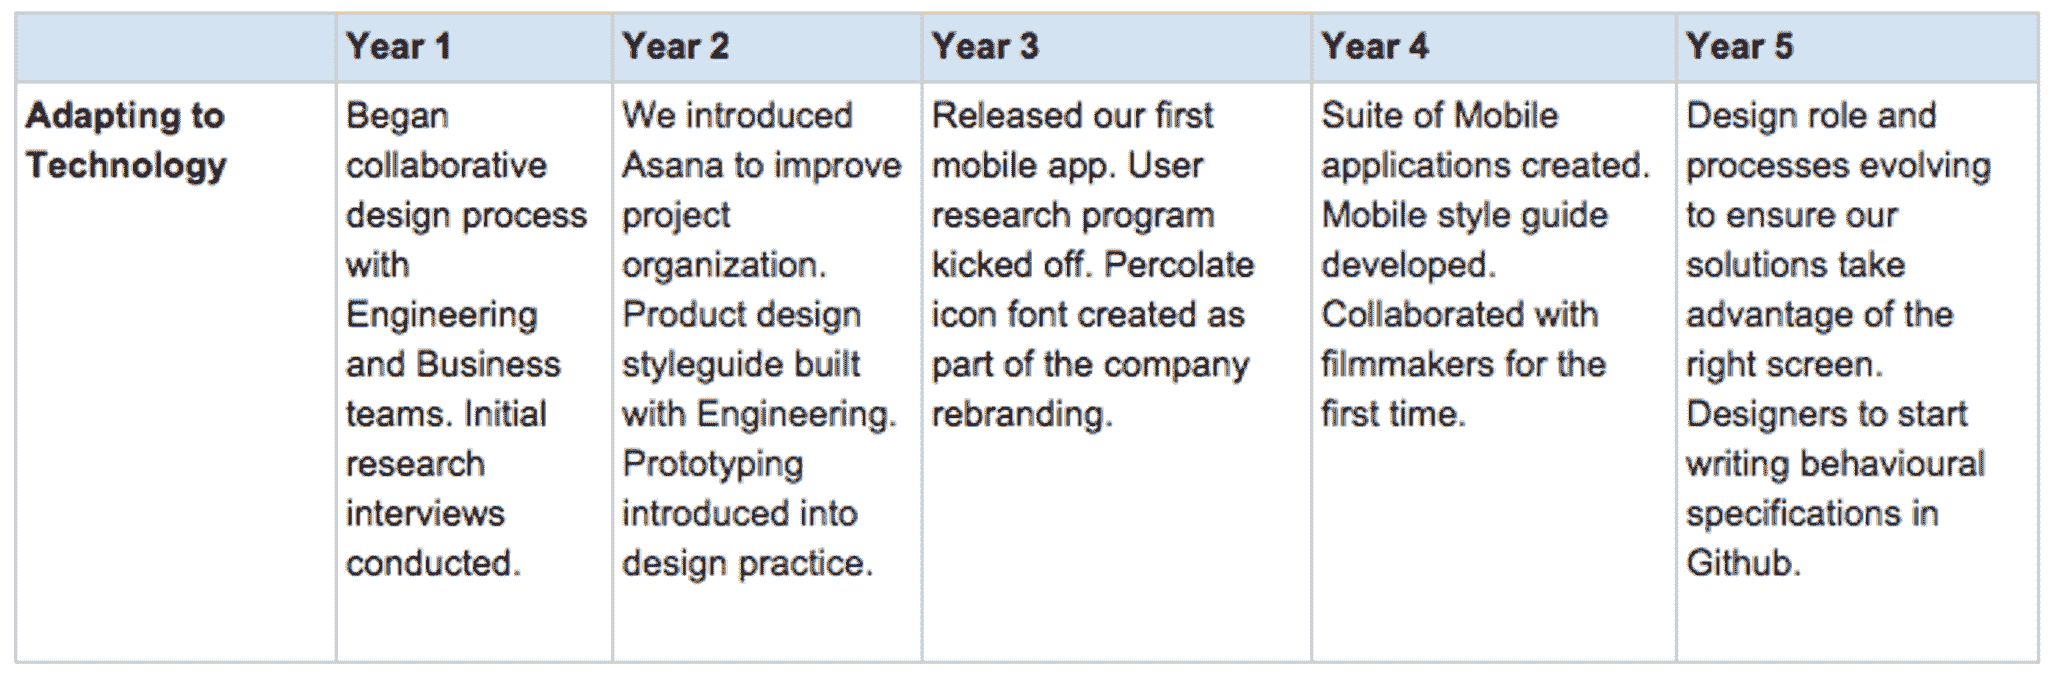 Year 1
Year 2
Year 3
Year 4
Year 5
Adapting to
Technology
Began
collaborative
design process
with
Engineering
and Business
teams. Initial
research
interviews
conducted.
We introduced
Asana to improve
project
organization.
Product design
styleguide built
with Engineering.
Prototyping
introduced into
design practice.
Released our first
mobile app. User
research program
kicked off. Percolate
icon font created as
part of the company
rebranding.
Suite of Mobile
applications created.
Mobile style guide
developed.
Collaborated with
filmmakers for the
first time.
Design role and
processes evolving
to ensure our
solutions take
advantage of the
right screen.
Designers to start
writing behavioural
specifications in
Github.